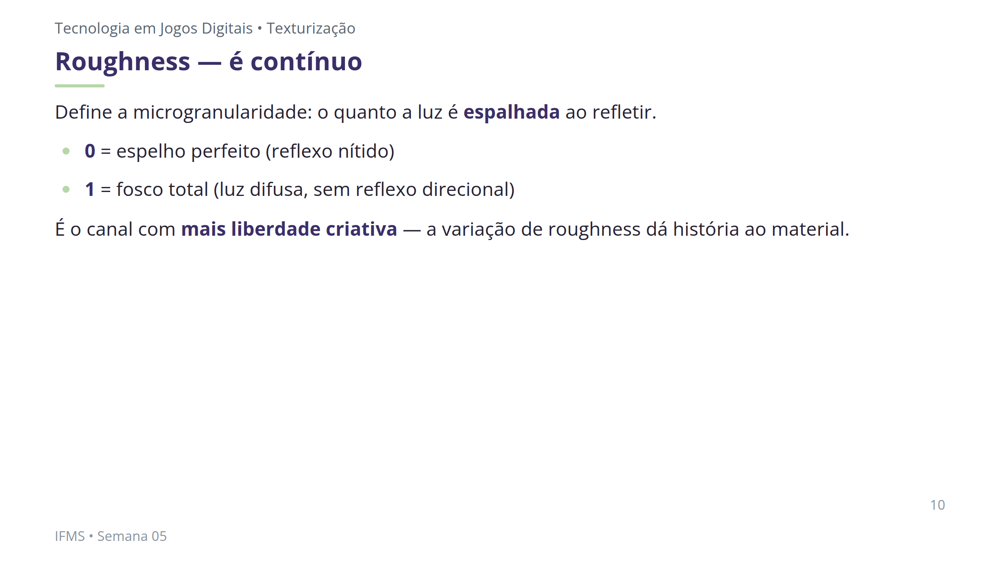 Tecnologia em Jogos Digitais • Texturização
Roughness — é contínuo
Define a microgranularidade: o quanto a luz é espalhada ao refletir.
• 0 = espelho perfeito (reflexo nítido)
• 1 = fosco total (luz difusa, sem reflexo direcional)
É o canal com mais liberdade criativa — a variação de roughness dá história ao material.
10
IFMS • Semana 05